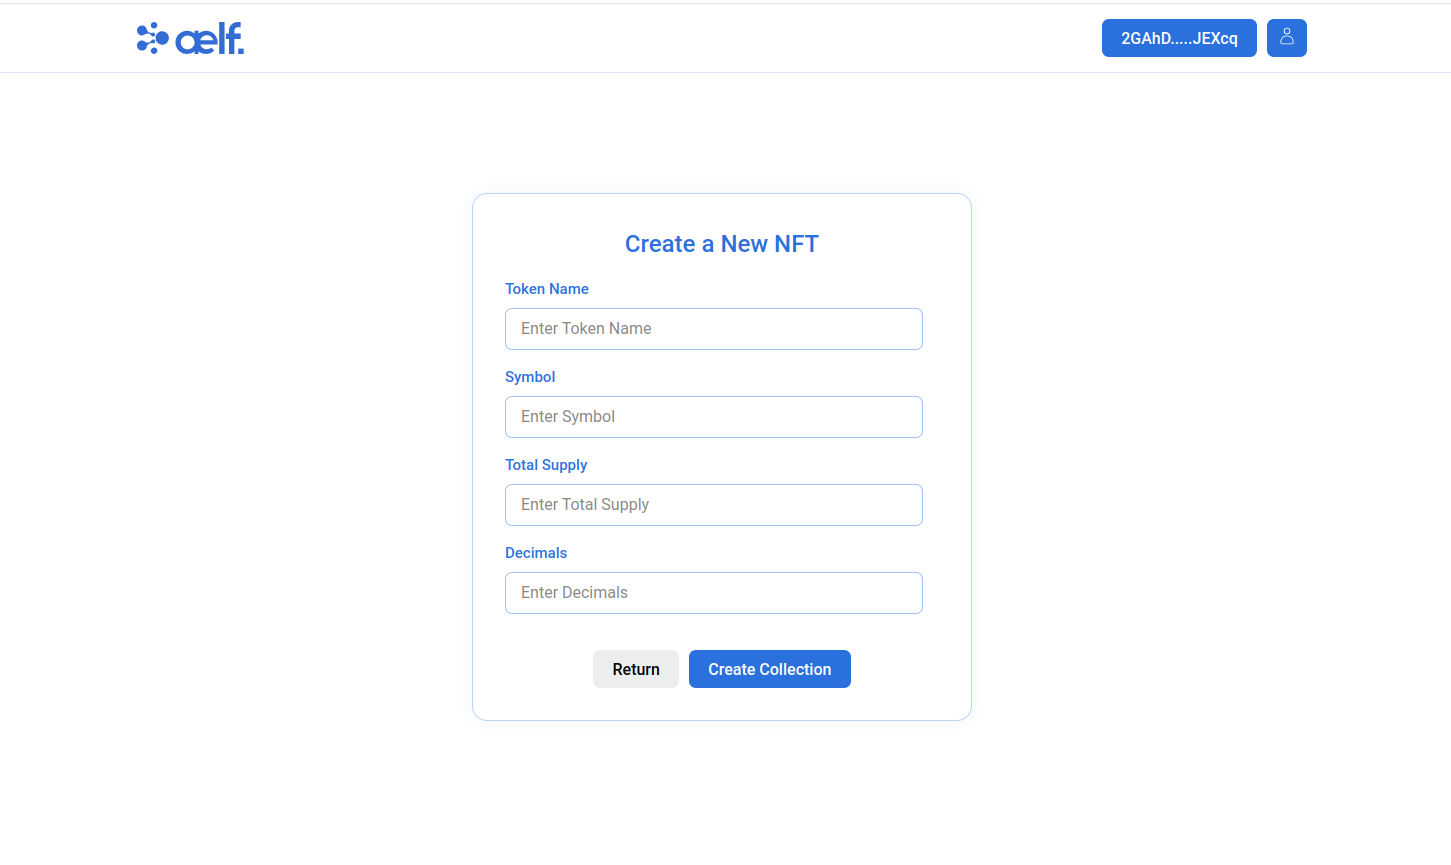 aelf.
2GAhD.....JEXcq
Create a New NFT
Token Name
Enter Token Name
Symbol
Enter Symbol
Total Supply
Enter Total Supply
Decimals
Enter Decimals
Return
Create Collection